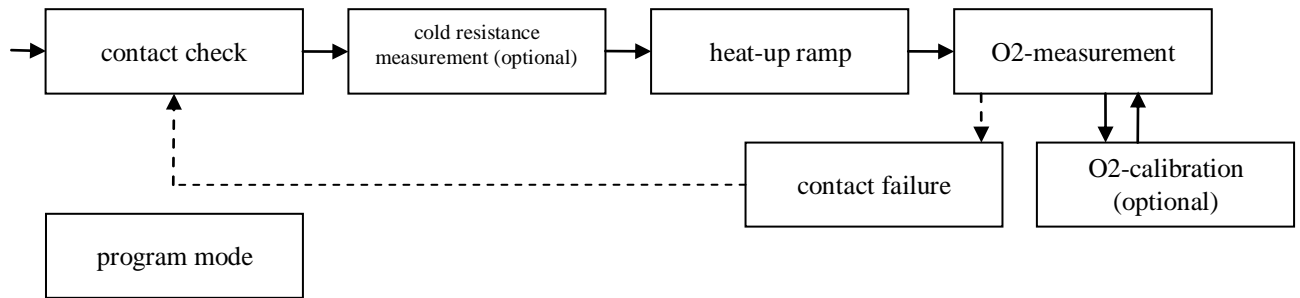 contact check
cold resistance
measurement (optional)
heat-up ramp
O2-measurement
contact failure
O2-calibration
(optional)
program mode